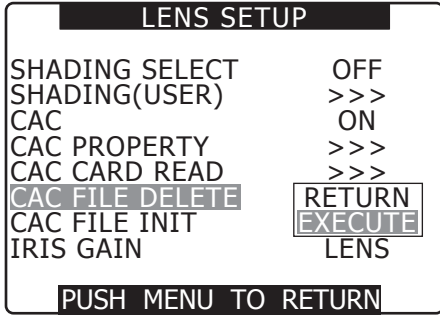 LENS SETUP
SHADING SELECT OFF
SHADING(USER) >>>
CAC ON
CAC PROPERTY >>>
CAC CARD READ >>>
CAC FILE DELETE RETURN
CAC FILE INIT EXECUTE
IRIS GAIN LENS
PUSH MENU TO RETURN